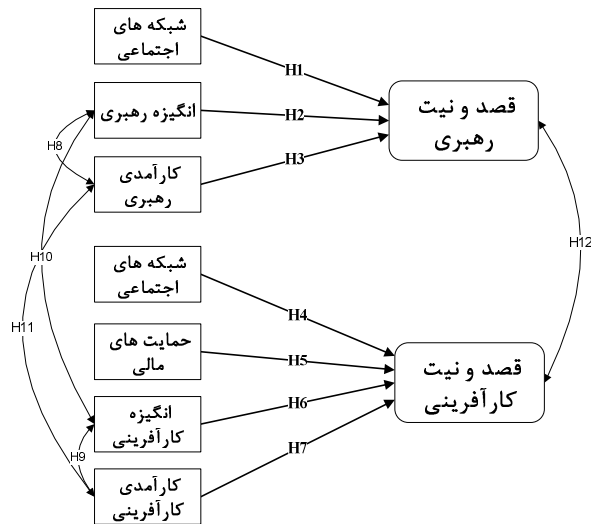 شبکه های
اجتماعی
H1
قصد و نیت
رهبری
انگیزه رهبری
H2
H8
کارآمدی
رهبری
H3
H10
H12
شبکه های
اجتماعی
H4
H11
حمایت های
مالی
H5
قصد و نیت
کارآفرینی
انگیزه
کارآفرینی
H6
H9
H7
کارآمدی
کارآفرینی